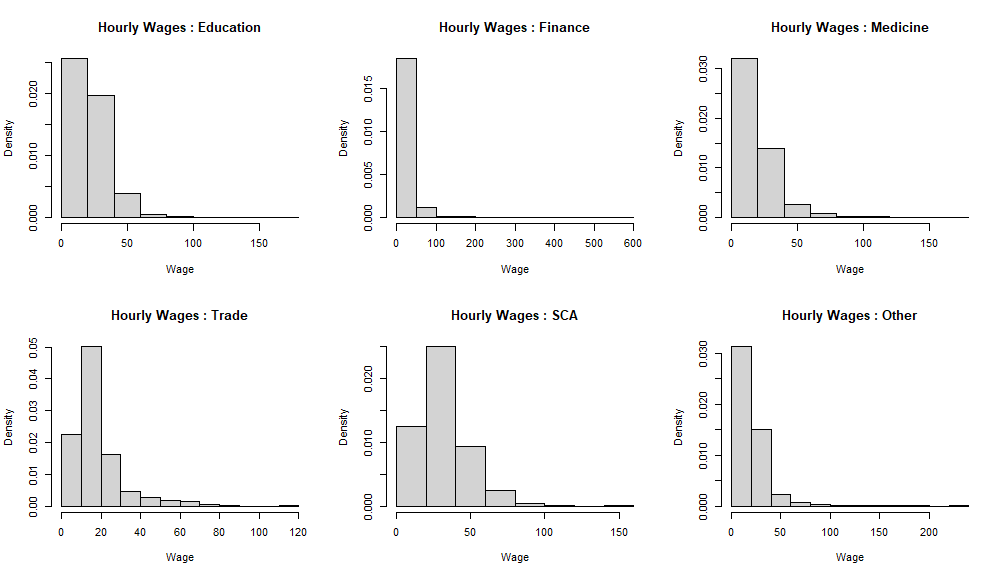 Hourly Wages : Education
Density
0.000 0.010 0.020
0 50 100 150
Wage
Hourly Wages : Finance
Density
0.000 0.005 0.010 0.015
0 100 200 300 400 500 600
Wage
Hourly Wages : Medicine
Density
0.000 0.010 0.020 0.030
0 50 100 150
Wage
Hourly Wages : Trade
Density
0.00 0.01 0.02 0.03 0.04 0.05
0 20 40 60 80 100 120
Wage
Hourly Wages : SCA
Density
0.000 0.010 0.020
0 50 100 150
Wage
Hourly Wages : Other
Density
0.000 0.010 0.020 0.030
0 50 100 150 200
Wage